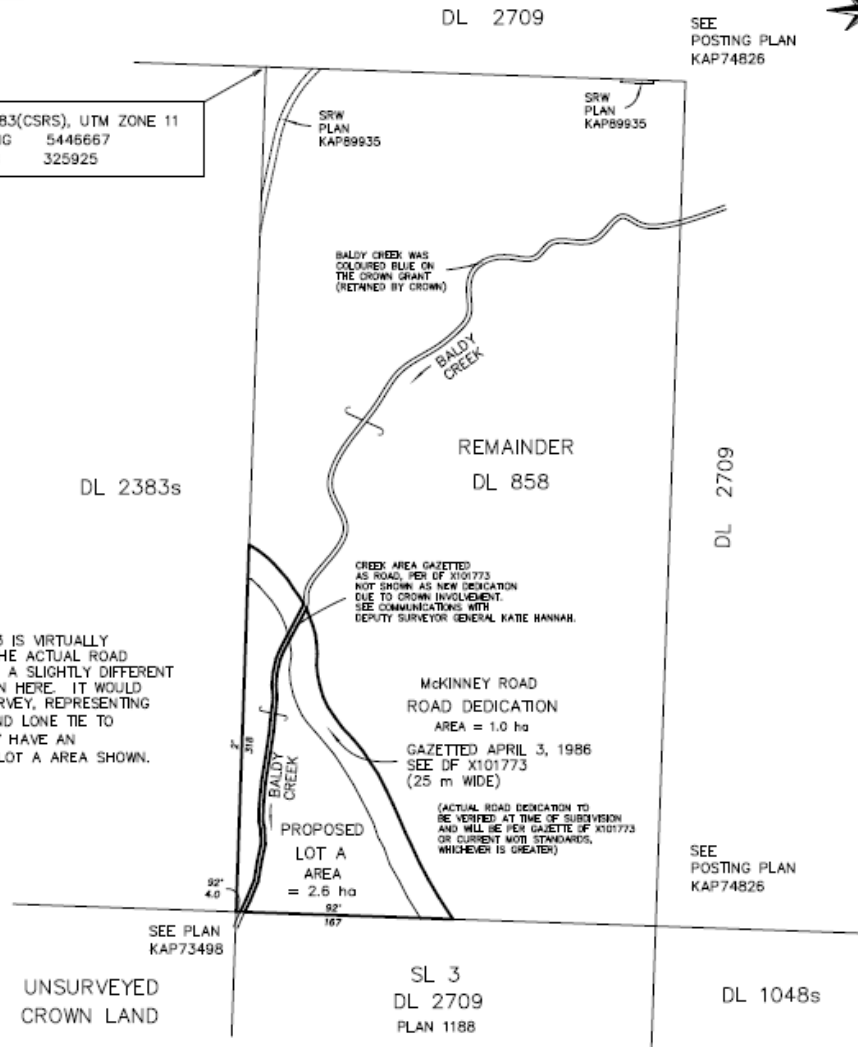 DL 2709
SEE
POSTING PLAN
KAP74826
83(CSRS), UTM ZONE 11
5446667
325925
SRW
PLAN
KAP89935
SRW
PLAN
KAP89935
BALDY CREEK WAS
COLOURED BLUE ON
THE CROWN GRANT
(RETAINED BY CROWN)
BALDY
CREEK
REMAINDER
DL 858
DL 2383s
DL 2709
CREEK AREA GAZETTED
AS ROAD, PER DF X101773
NOT SHOWN AS NEW DEDICATION
DUE TO CROWN INVOLVEMENT.
SEE COMMUNICATIONS WITH
DEPUTY SURVEYOR GENERAL KATIE HANNAH.
IS VIRTUALLY
HE ACTUAL ROAD
A SLIGHTLY DIFFERENT
N HERE. IT WOULD
RVEY, REPRESENTING
ND LONE TIE TO
HAVE AN
LOT A AREA SHOWN.
McKINNEY ROAD
ROAD DEDICATION
AREA = 1.0 ha
GAZETTED APRIL 3, 1986
SEE DF X101773
(25 m WIDE)
(ACTUAL ROAD DEDICATION TO
BE VERIFIED AT TIME OF SUBDIVISION
AND WILL BE PER GAZETTE DF X101773
OR CURRENT MOTI STANDARDS,
WHICHEVER IS GREATER)
2'
318
BALDY
CREEK
PROPOSED
LOT A
AREA
= 2.6 ha
92'
4.0
92'
167
SEE
POSTING PLAN
KAP74826
SEE PLAN
KAP73498
UNSURVEYED
CROWN LAND
SL 3
DL 2709
PLAN 1188
DL 1048s